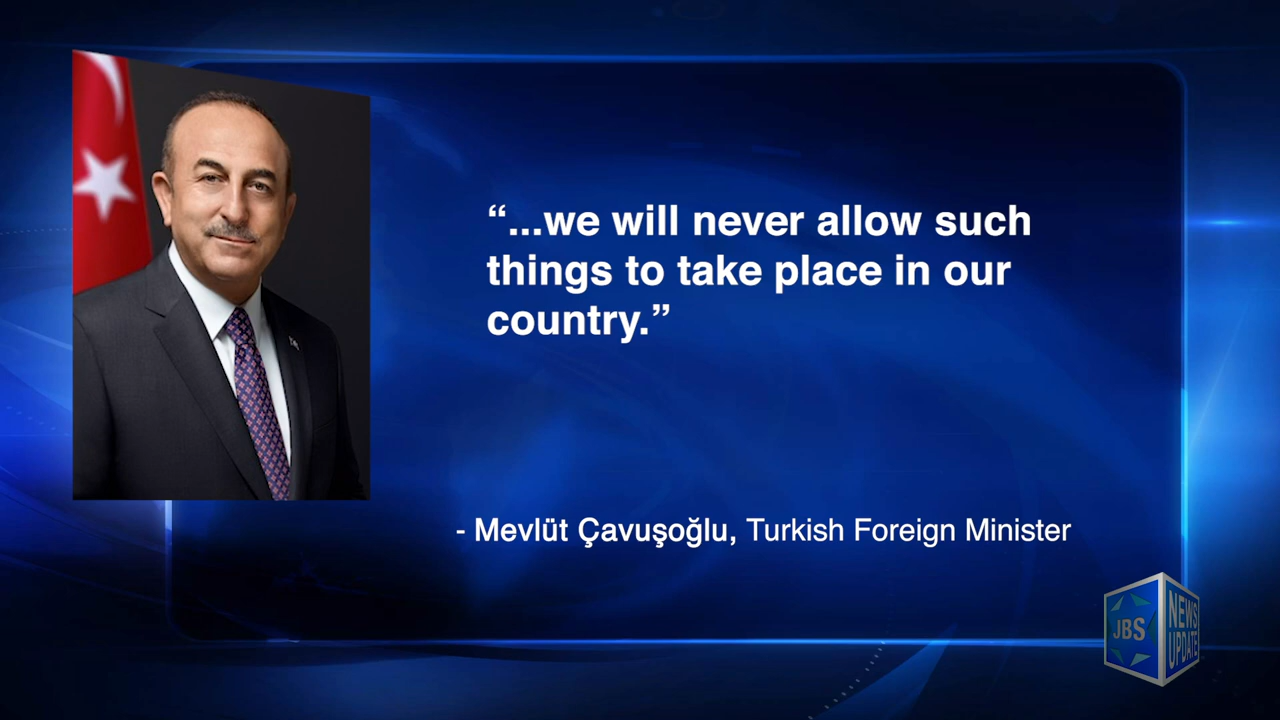 “...we will never allow such
things to take place in our
country.”
- Mevlüt Çavuşoğlu, Turkish Foreign Minister
JBS
NEWS
UPDATE